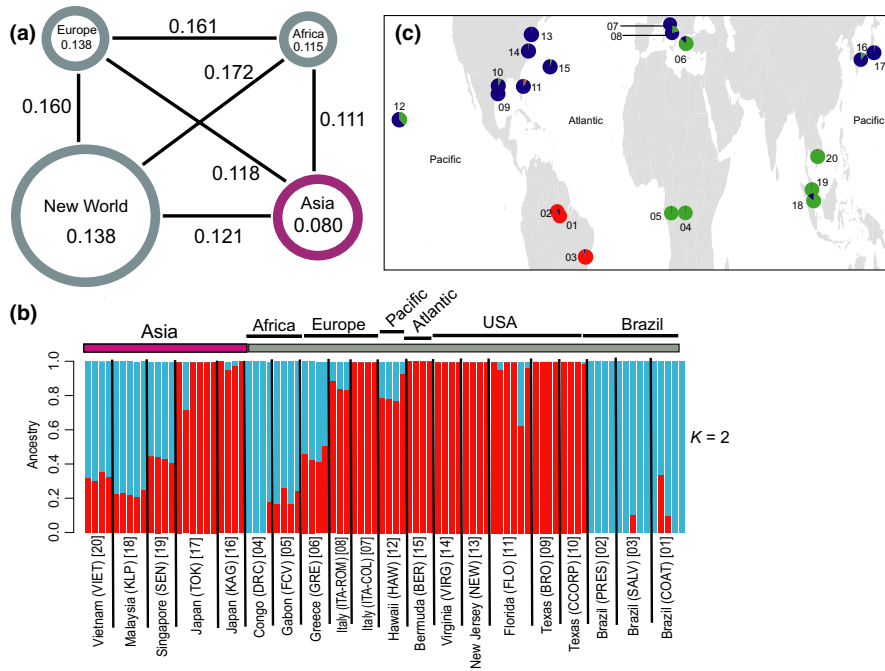 (a)
Europe
0.138
0.161
Africa
0.115
0.172
0.160
0.111
0.118
New World
0.138
0.121
Asia
0.080
(c)
07
08
06
13
14
15
10
09
11
12
16
17
Pacific
Atlantic
Pacific
20
19
18
02
01
05
04
03
(b)
Asia
Africa
Europe
Pacific
Atlantic
USA
Brazil
Ancestry
1.0
0.8
0.6
0.4
0.2
0.0
K = 2
Vietnam (VIET) [20]
Malaysia (KLP) [18]
Singapore (SEN) [19]
Japan (TOK) [17]
Japan (KAG) [16]
Congo (DRC) [04]
Gabon (FCV) [05]
Greece (GRE) [06]
Italy (ITA-ROM) [08]
Italy (ITA-COL) [07]
Hawaii (HAW) [12]
Bermuda (BER) [15]
Virginia (VIRG) [14]
New Jersey (NEW) [13]
Florida (FLO) [11]
Texas (BRO) [09]
Texas (CCORP) [10]
Brazil (PRES) [02]
Brazil (SALV) [03]
Brazil (COAT) [01]